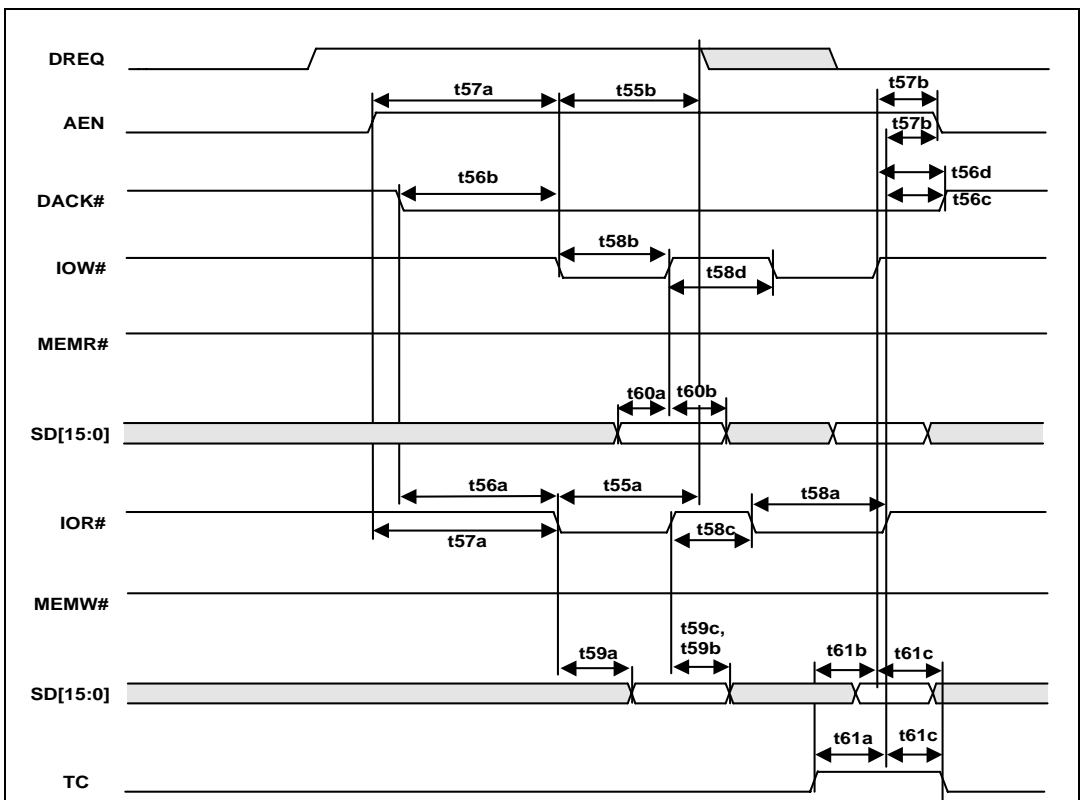 DREQ
t57a
t55b
t57b
AEN
t57b
t56b
t56d
DACK#
t56c
t58b
IOW#
t58d
MEMR#
t60a
t60b
SD[15:0]
t56a
t55a
t58a
IOR#
t57a
t58c
MEMW#
t59c,
t59b
t59a
t61b
t61c
SD[15:0]
t61a
t61c
TC